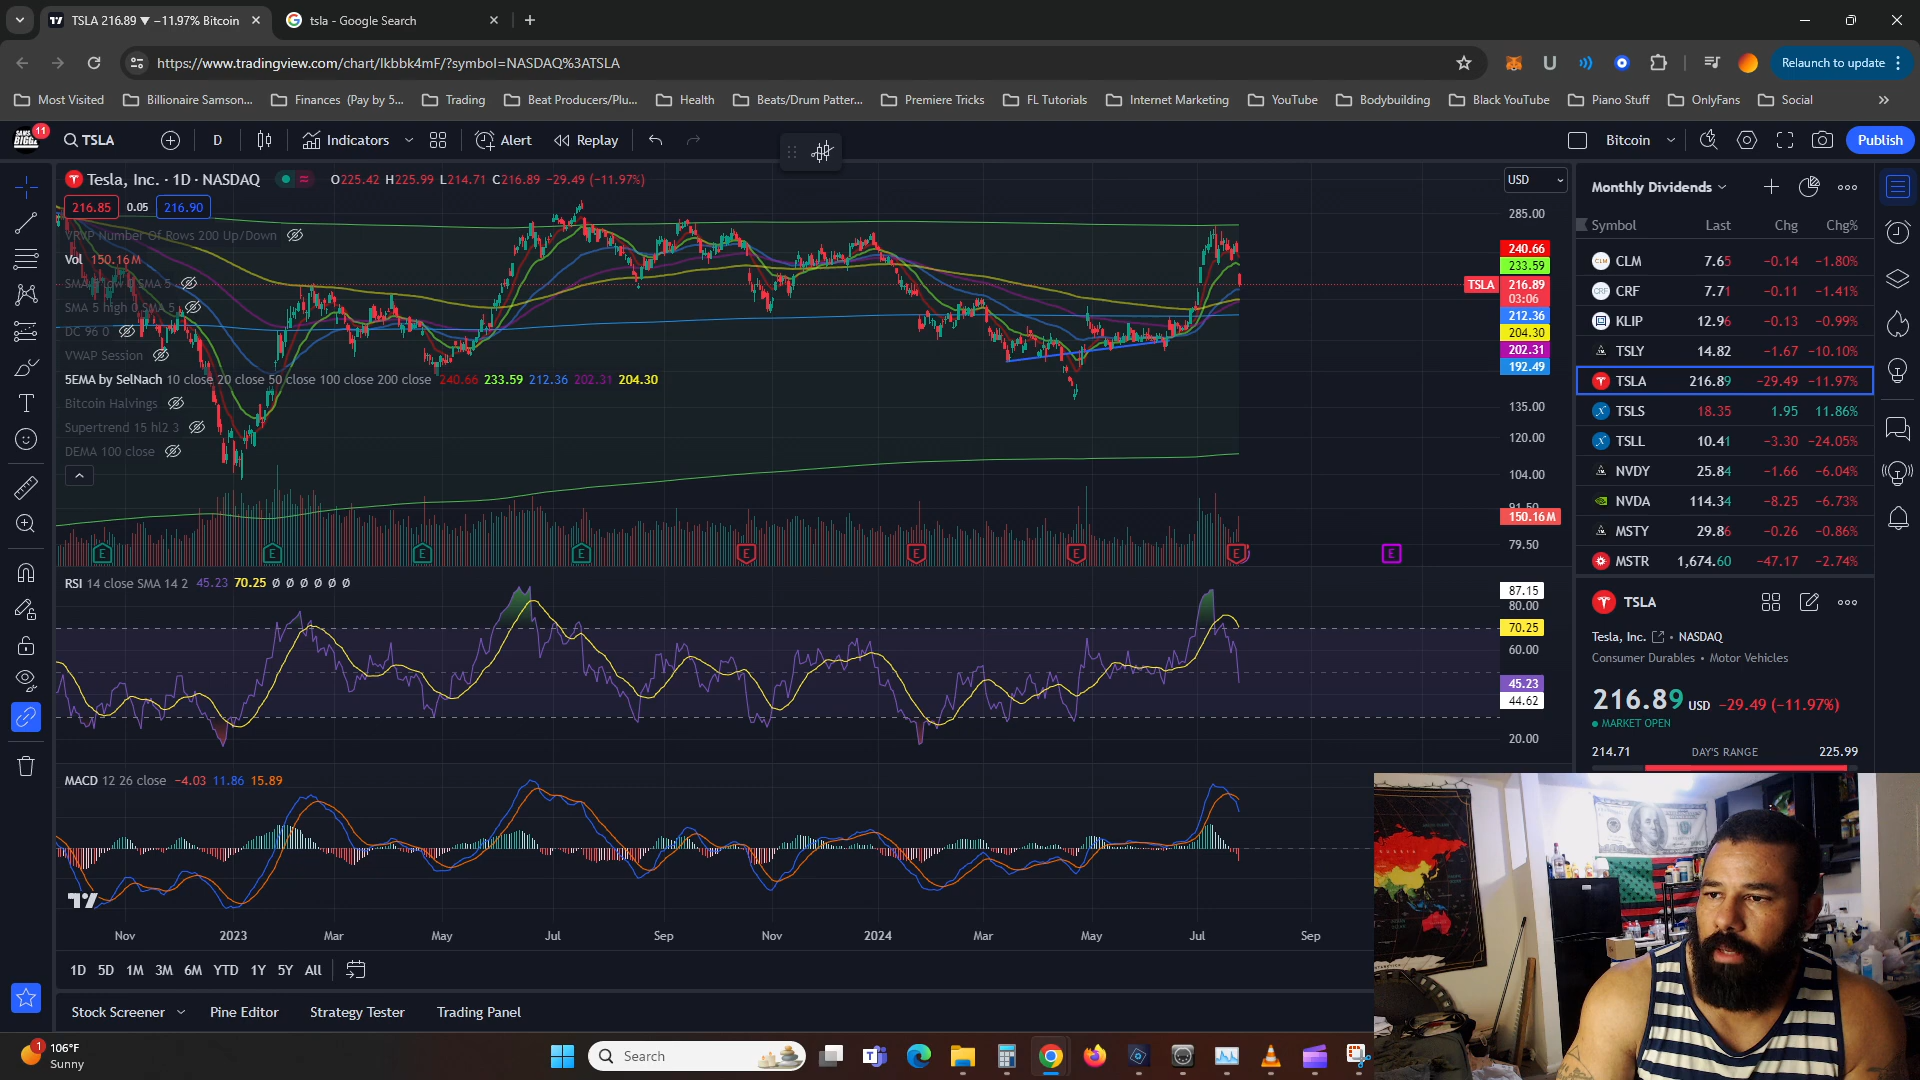 TSLA 216.89 ▼ −11.97% Bitcoin
tsla - Google Search
https://www.tradingview.com/chart/lkbbk4mF/?symbol=NASDAQ%3ATSLA
Relaunch to update
Most Visited
Billionaire Samson...
Finances (Pay by 5...
Trading
Beat Producers/Plu...
Health
Beats/Drum Patter...
Premiere Tricks
FL Tutorials
Internet Marketing
YouTube
Bodybuilding
Black YouTube
Piano Stuff
OnlyFans
Social
11
TSLA
D
Indicators
Alert
Replay
Bitcoin
Publish
Tesla, Inc. · 1D · NASDAQ
O225.42 H225.99 L214.71 C216.89 −29.49 (−11.97%)
216.85 0.05 216.90
VRVP Number Of Rows 200 Up/Down
Vol 150.16M
SMA 5 high 0 SMA 5
DC 96 0
VWAP Session
5EMA by SelNach 10 close 20 close 50 close 100 close 200 close 240.66 233.59 212.36 202.31 204.30
Bitcoin Halvings
Supertrend 15 hl2 3
DEMA 100 close
USD
285.00
240.66
233.59
TSLA 216.89
03:06
212.36
204.30
202.31
192.49
135.00
120.00
104.00
91.50
150.16M
79.50
E E E E E E E E E
RSI 14 close SMA 14 2 45.23 70.25 Ø Ø Ø Ø Ø Ø
87.15
80.00
70.25
60.00
45.23
44.62
20.00
MACD 12 26 close −4.03 11.86 15.89
Nov 2023 Mar May Jul Sep Nov 2024 Mar May Jul Sep
1D 5D 1M 3M 6M YTD 1Y 5Y All
Stock Screener
Pine Editor
Strategy Tester
Trading Panel
Monthly Dividends
Symbol Last Chg Chg%
CLM 7.65 −0.14 −1.80%
CRF 7.71 −0.11 −1.41%
KLIP 12.96 −0.13 −0.99%
TSLY 14.82 −1.67 −10.10%
TSLA 216.89 −29.49 −11.97%
TSLS 18.35 1.95 11.86%
TSLL 10.41 −3.30 −24.05%
NVDY 25.84 −1.66 −6.04%
NVDA 114.34 −8.25 −6.73%
MSTY 29.86 −0.26 −0.86%
MSTR 1,674.60 −47.17 −2.74%
TSLA
Tesla, Inc. • NASDAQ
Consumer Durables • Motor Vehicles
216.89 USD −29.49 (−11.97%)
MARKET OPEN
214.71 DAY'S RANGE 225.99
1
106°F
Sunny
Search